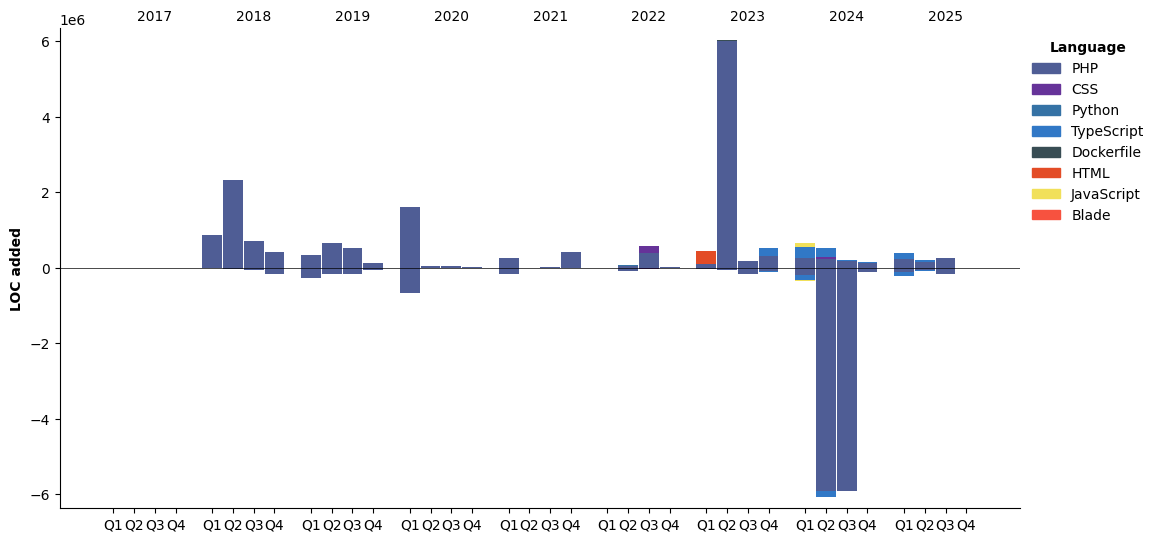 2017 2018 2019 2020 2021 2022 2023 2024 2025
1e6
6
4
2
0
−2
−4
−6
LOC added
Q1 Q2 Q3 Q4 Q1 Q2 Q3 Q4 Q1 Q2 Q3 Q4 Q1 Q2 Q3 Q4 Q1 Q2 Q3 Q4 Q1 Q2 Q3 Q4 Q1 Q2 Q3 Q4 Q1 Q2 Q3 Q4 Q1 Q2 Q3 Q4
Language
PHP
CSS
Python
TypeScript
Dockerfile
HTML
JavaScript
Blade